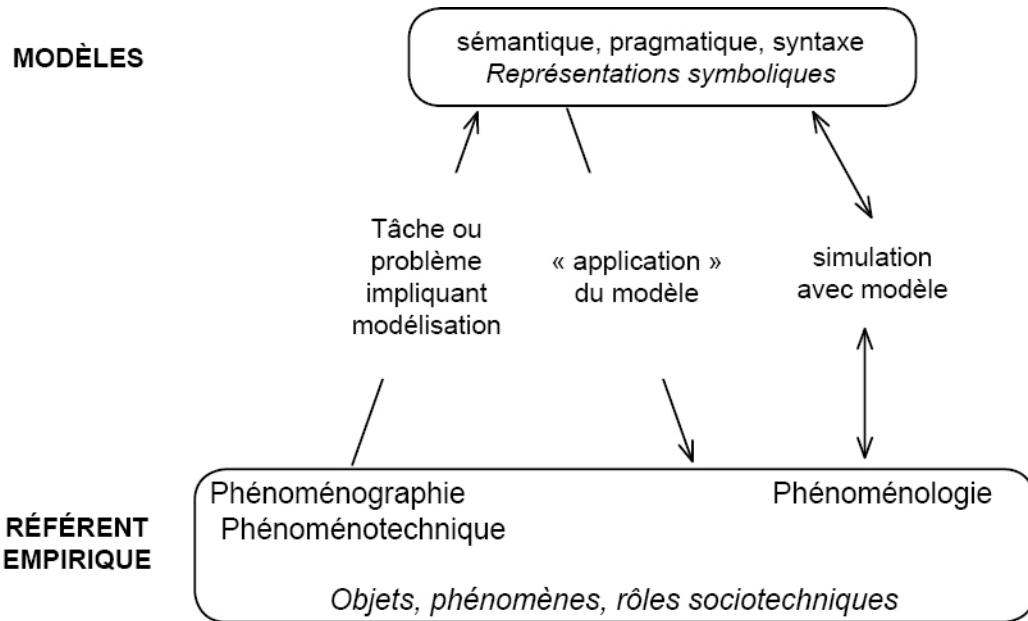 MODÈLES
sémantique, pragmatique, syntaxe
Représentations symboliques
Tâche ou
problème
impliquant
modélisation
« application »
du modèle
simulation
avec modèle
RÉFÉRENT
EMPIRIQUE
Phénoménographie
Phénoménotechnique
Phénoménologie
Objets, phénomènes, rôles sociotechniques